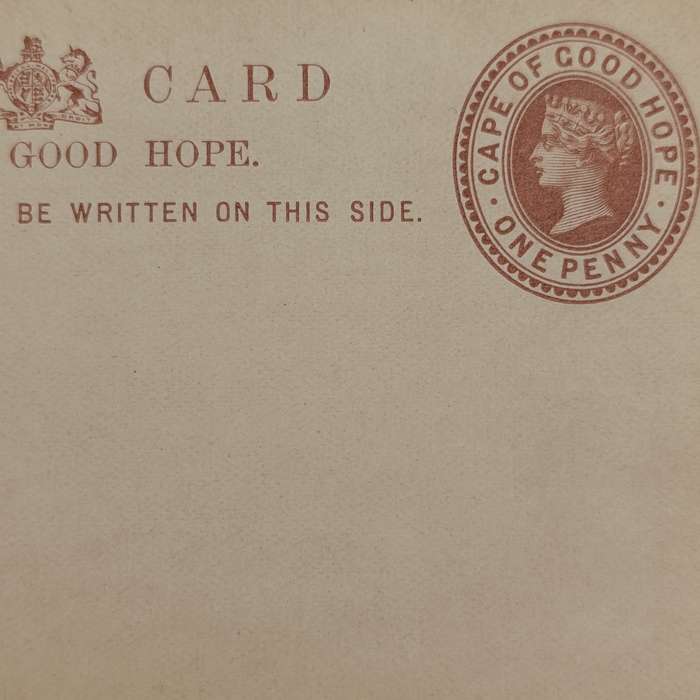 CARD
GOOD HOPE.
BE WRITTEN ON THIS SIDE.
CAPE OF GOOD HOPE
· ONE PENNY ·